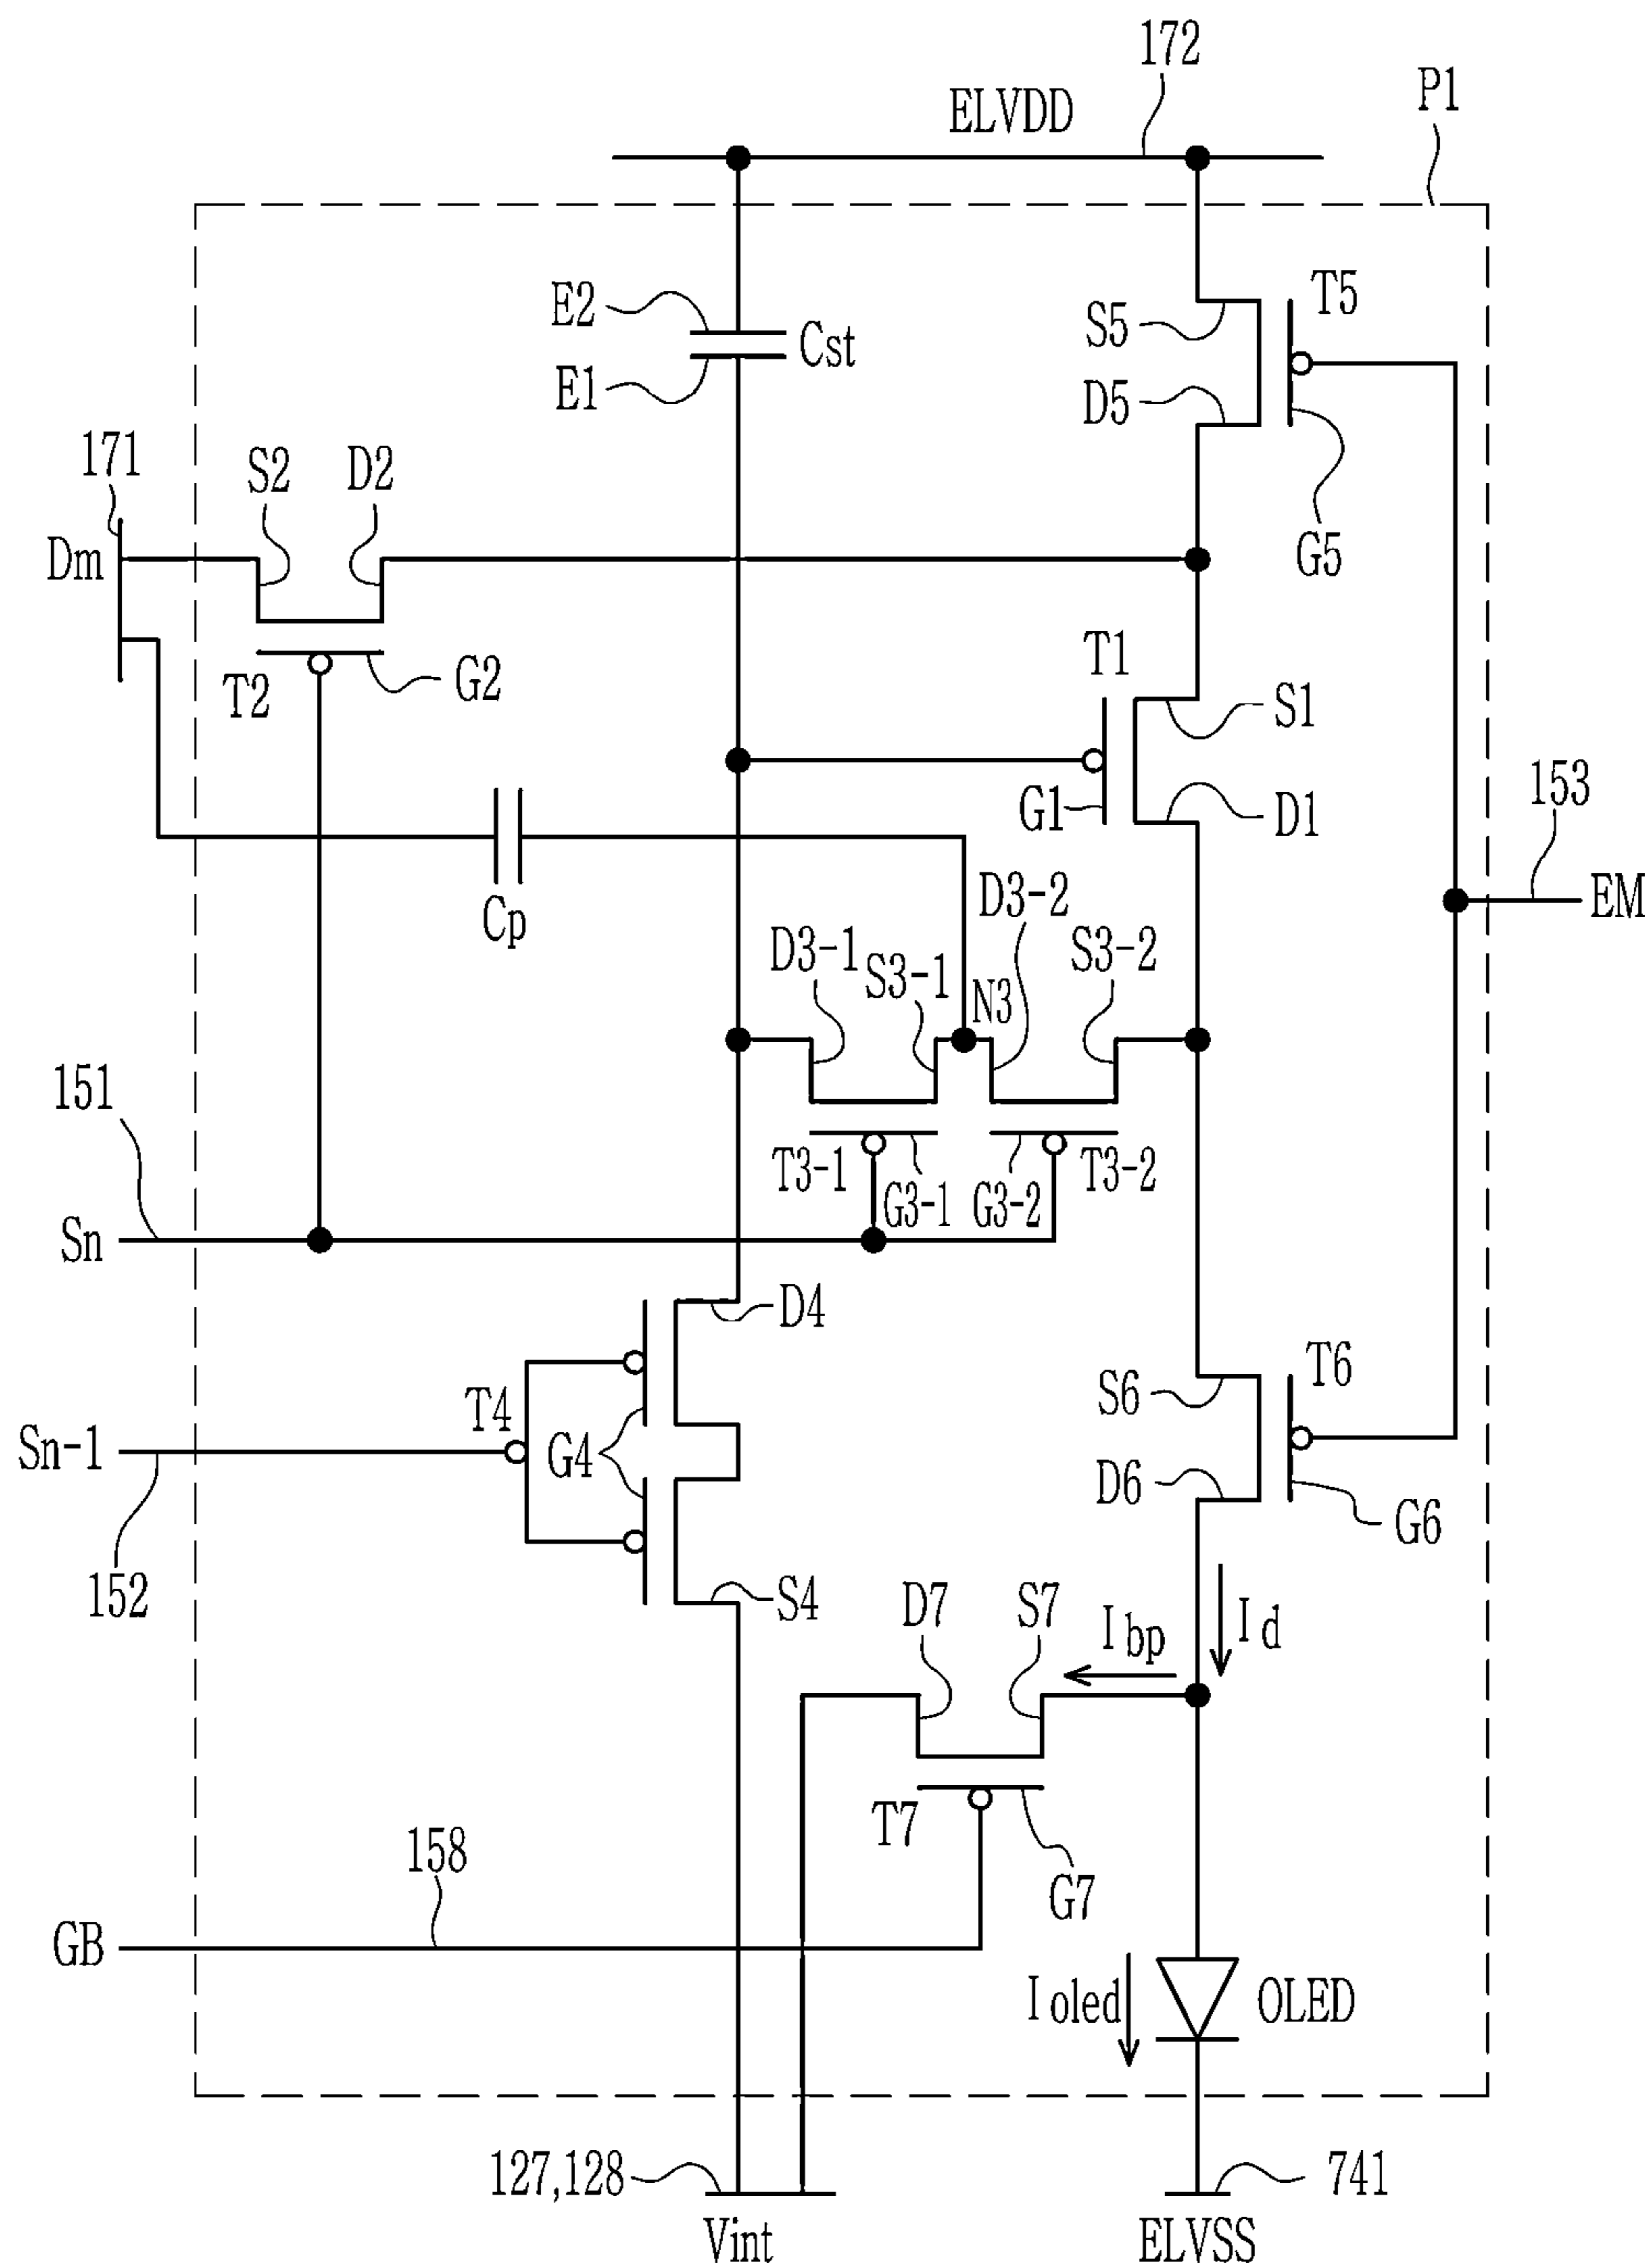 172
ELVDD
P1
E2
Cst
E1
S5
T5
D5
G5
171
S2
D2
Dm
T2
G2
T1
S1
G1
D1
153
EM
Cp
D3-2
D3-1
S3-1
N3
S3-2
151
T3-1
G3-1
G3-2
T3-2
Sn
D4
T4
S6
T6
Sn-1
G4
D6
G6
152
S4
D7
S7
Ibp
Id
T7
G7
158
GB
Ioled
OLED
127,128
741
Vint
ELVSS